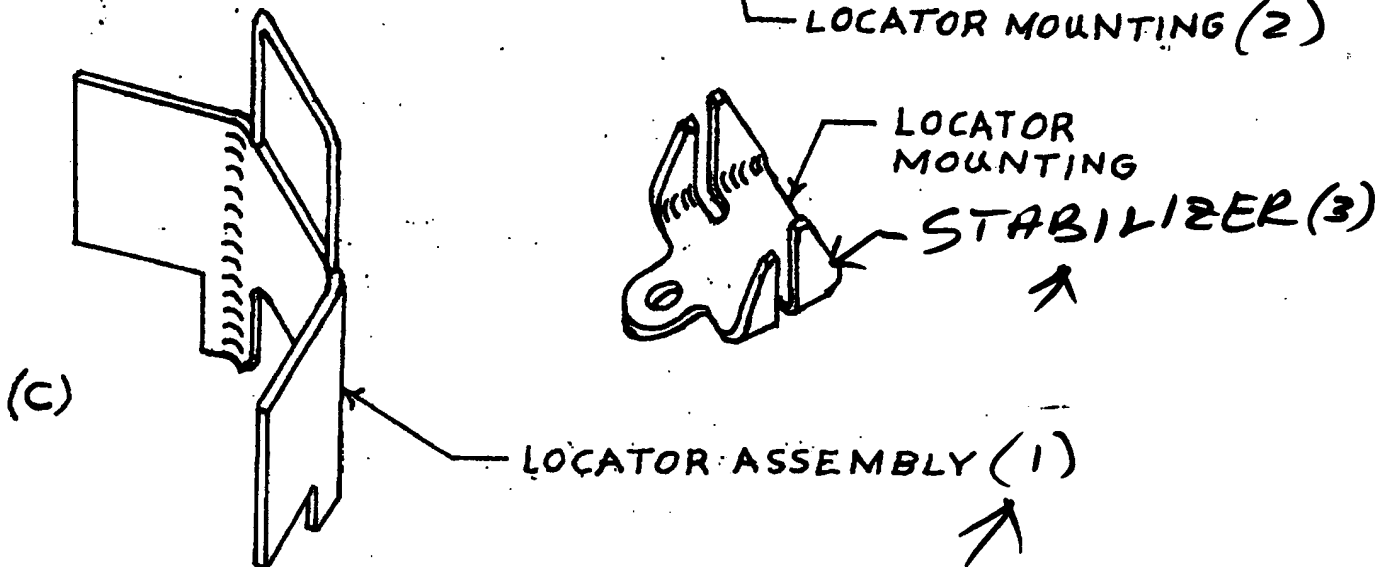 LOCATOR MOUNTING (2)
LOCATOR
MOUNTING
STABILIZER (3)
(C)
LOCATOR ASSEMBLY (1)